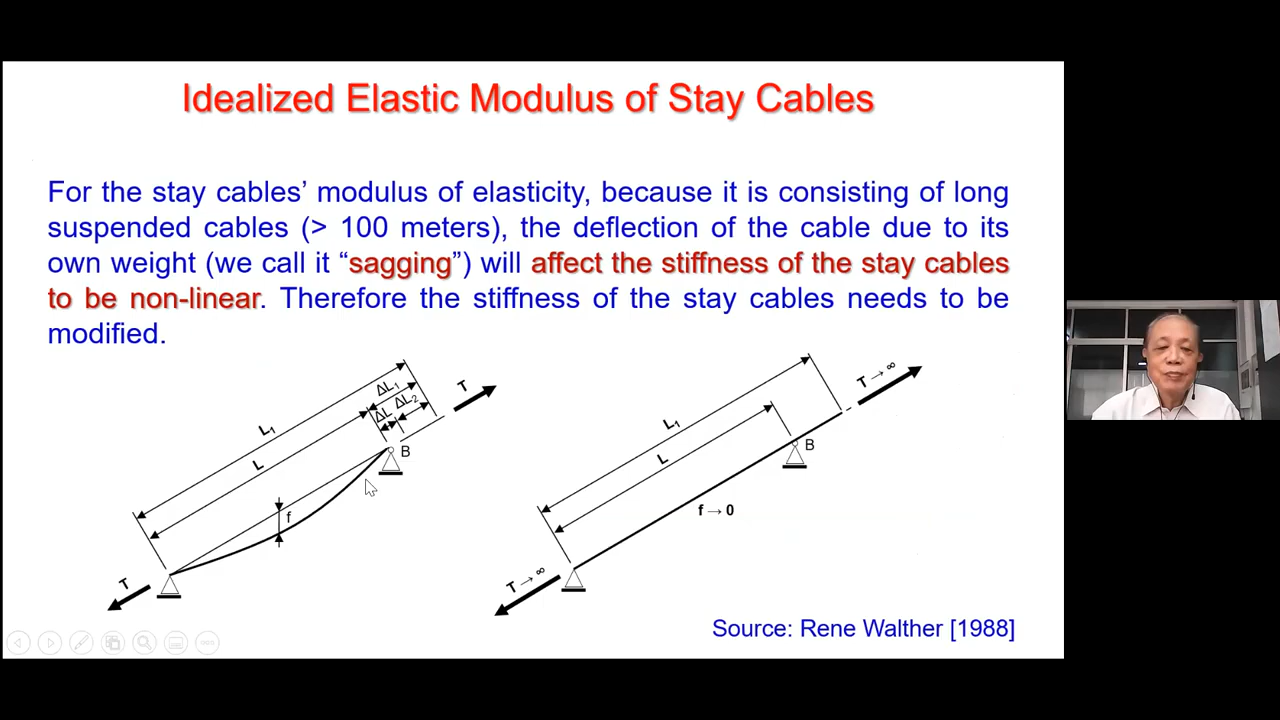 Idealized Elastic Modulus of Stay Cables
For the stay cables’ modulus of elasticity, because it is consisting of long
suspended cables (> 100 meters), the deflection of the cable due to its
own weight (we call it “sagging”) will affect the stiffness of the stay cables
to be non-linear. Therefore the stiffness of the stay cables needs to be
modified.
ΔL₁
ΔL ΔL₂
T
L₁
L
B
f
T
T → ∞
L₁
L
B
f → 0
T → ∞
Source: Rene Walther [1988]